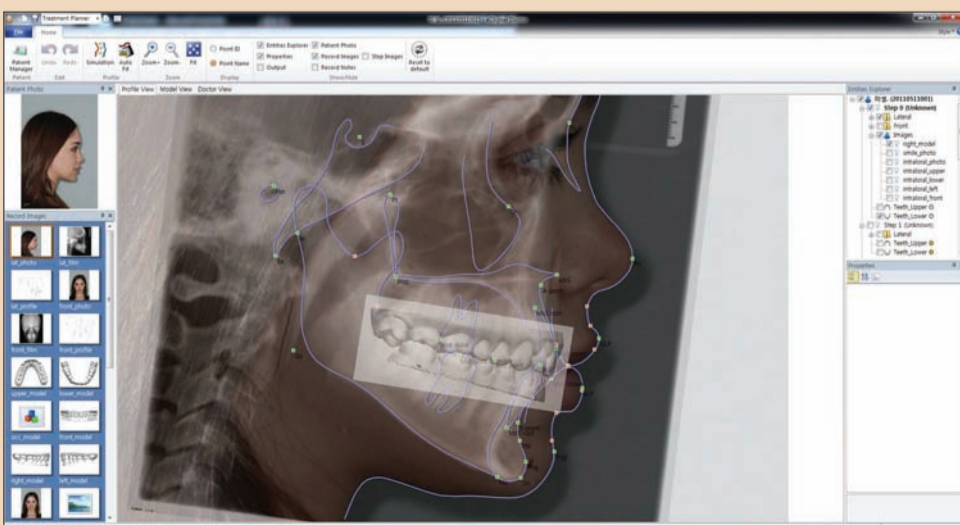 Treatment Planner
Home
Style
Patient Manager
Undo
Redo
Simulation
Auto Fit
Zoom+
Zoom-
Fit
Point ID
Point Name
Entities Explorer
Patient Photo
Properties
Record Images
Step Images
Output
Record Notes
Reset to default
Patient
Edit
Profile
Zoom
Display
Show/Hide
Patient Photo
Profile View Model View Doctor View
Record Images
lat_photo
lat_film
lat_profile
front_photo
front_film
front_profile
upper_model
lower_model
occ_model
front_model
right_model
left_model
Entities Explorer
(20110511001)
Step 0 (Unknown)
Lateral
Front
Images
right_model
smile_photo
intraoral_photo
intraoral_upper
intraoral_lower
intraoral_left
intraoral_front
Teeth_Upper
Teeth_Lower
Step 1 (Unknown)
Lateral
Teeth_Upper
Teeth_Lower
Properties